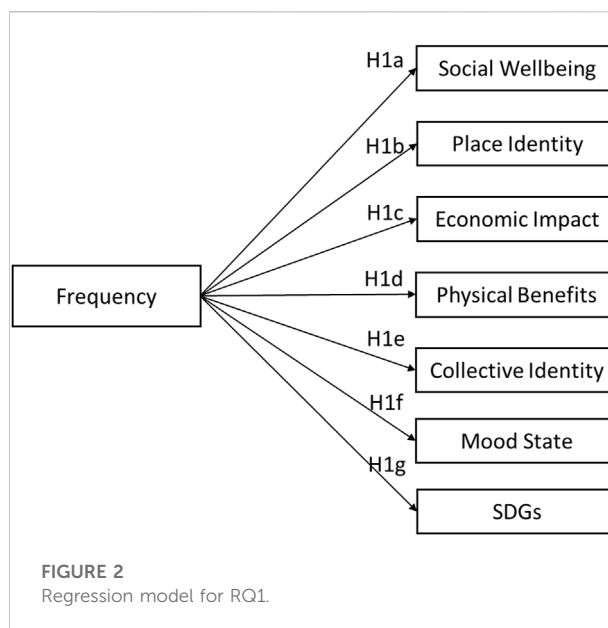 H1a
Social Wellbeing
H1b
Place Identity
H1c
Economic Impact
Frequency
H1d
Physical Benefits
H1e
Collective Identity
H1f
Mood State
H1g
SDGs
FIGURE 2
Regression model for RQ1.